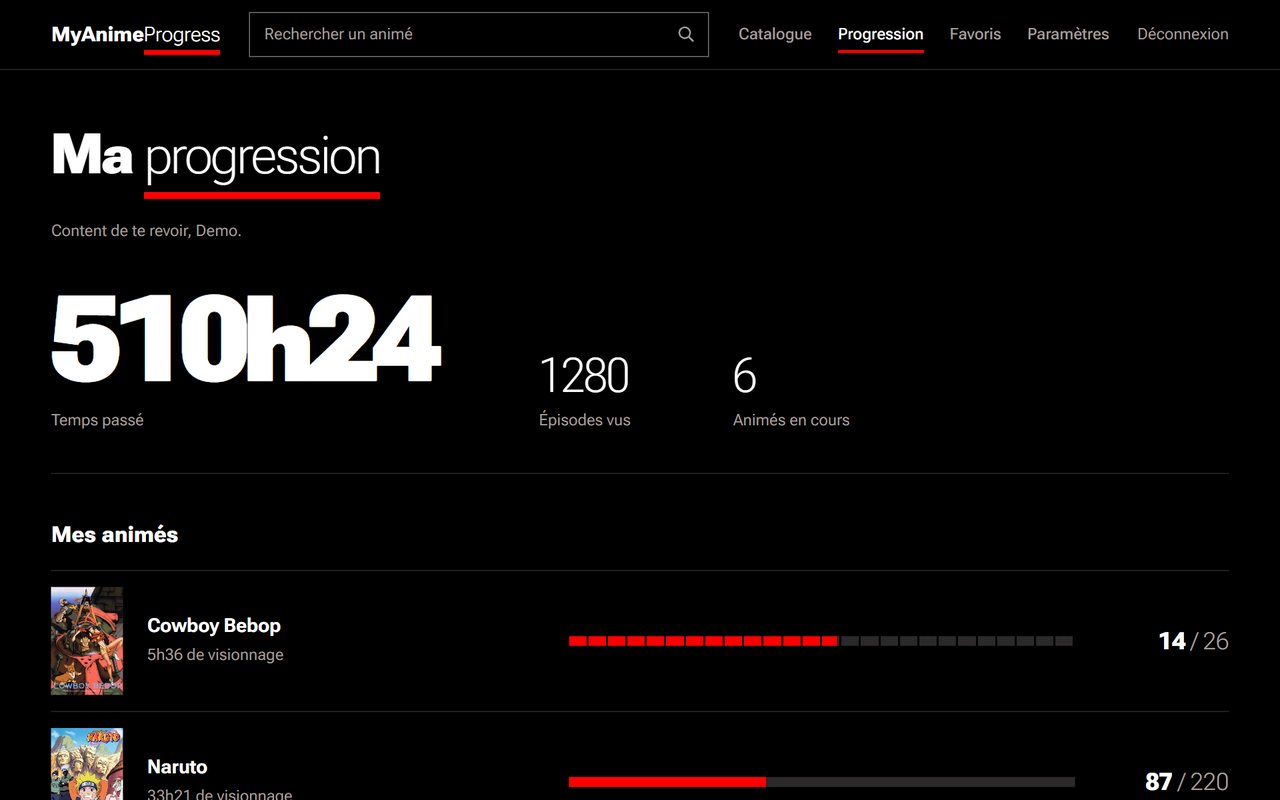 MyAnimeProgress
Rechercher un animé
Catalogue
Progression
Favoris
Paramètres
Déconnexion
Ma progression
Content de te revoir, Demo.
510h24
Temps passé
1280
Épisodes vus
6
Animés en cours
Mes animés
COWBOY BEBOP
Cowboy Bebop
5h36 de visionnage
14 / 26
NARUTO
Naruto
33h21 de visionnage
87 / 220